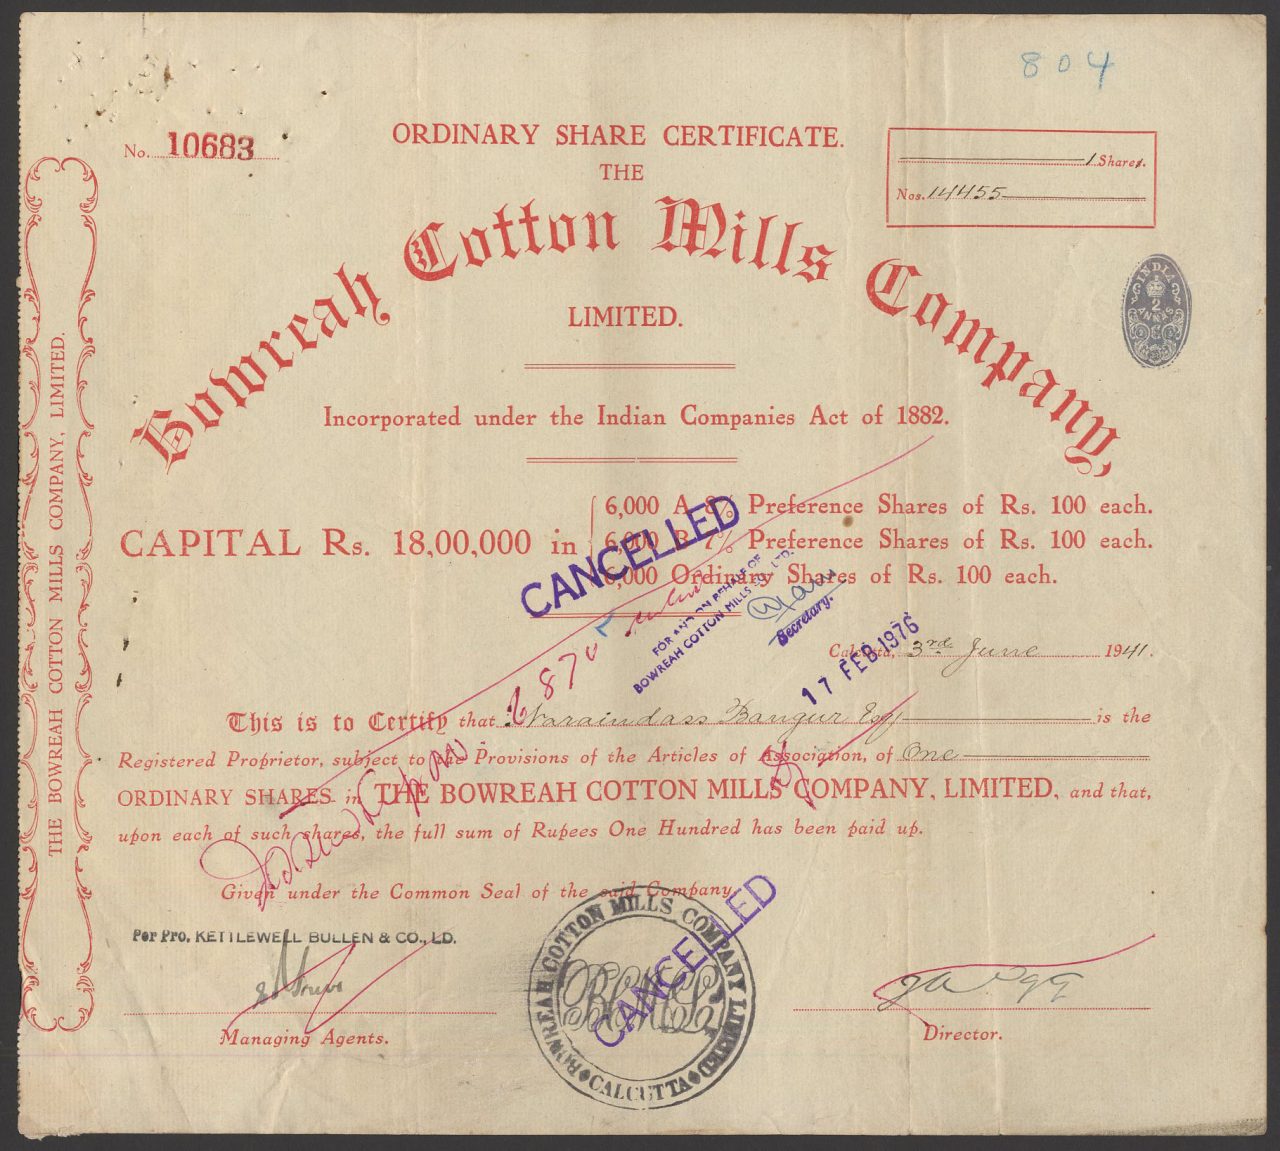 804
No. 10683
ORDINARY SHARE CERTIFICATE.
1 Share.
Nos. 14455
THE
Bowreah Cotton Mills Company,
LIMITED.
INDIA
2
ANNAS
Incorporated under the Indian Companies Act of 1882.
CAPITAL Rs. 18,00,000 in
6,000 A 8% Preference Shares of Rs. 100 each.
6,000 B 7% Preference Shares of Rs. 100 each.
6,000 Ordinary Shares of Rs. 100 each.
CANCELLED
FOR AND ON BEHALF OF
BOWREAH COTTON MILLS CO., LTD.
Secretary.
17 FEB 1976
Calcutta, 3rd June 1941.
This is to Certify that Naraindass Bangur Esq is the
Registered Proprietor, subject to the Provisions of the Articles of Association, of One
ORDINARY SHARES in THE BOWREAH COTTON MILLS COMPANY, LIMITED, and that,
upon each of such shares, the full sum of Rupees One Hundred has been paid up.
Given under the Common Seal of the said Company.
Per Pro. KETTLEWELL BULLEN & CO., LD.
Managing Agents.
BOWREAH COTTON MILLS COMPANY LIMITED
CALCUTTA
CANCELLED
Director.
THE BOWREAH COTTON MILLS COMPANY, LIMITED.